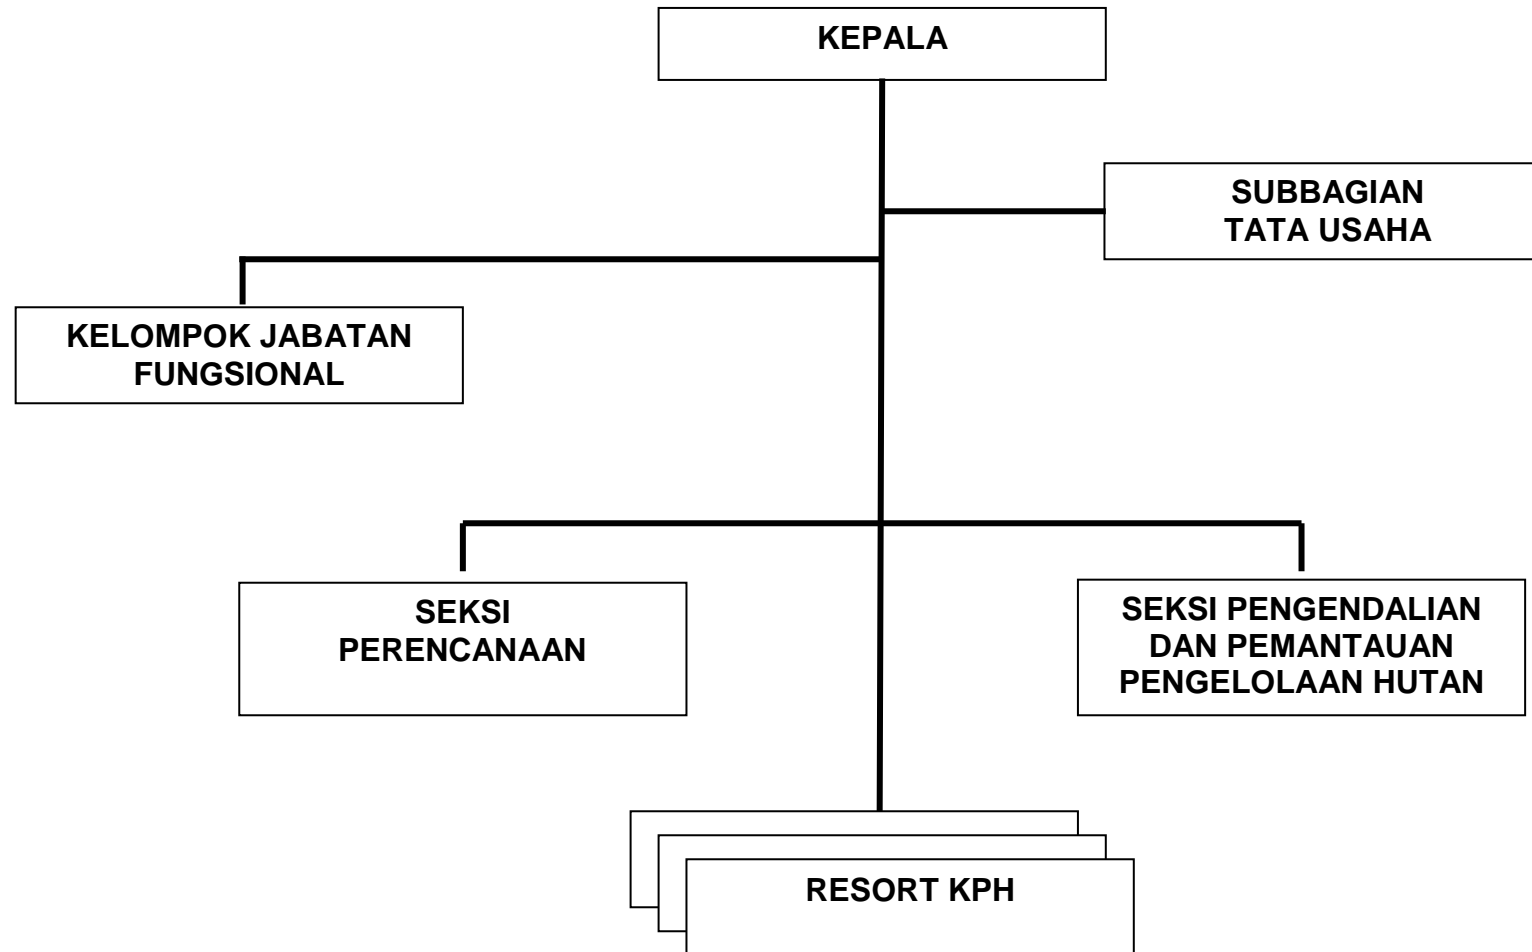 KEPALA
SUBBAGIAN
TATA USAHA
KELOMPOK JABATAN
FUNGSIONAL
SEKSI
PERENCANAAN
SEKSI PENGENDALIAN
DAN PEMANTAUAN
PENGELOLAAN HUTAN
RESORT KPH